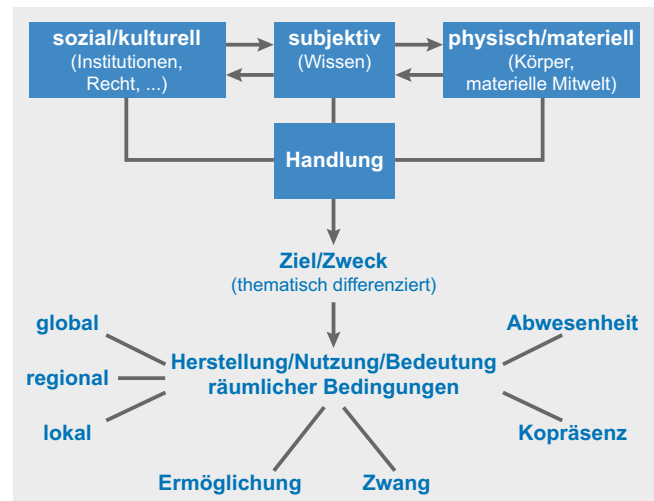 sozial/kulturell
(Institutionen,
Recht, ...)
subjektiv
(Wissen)
physisch/materiell
(Körper,
materielle Mitwelt)
Handlung
Ziel/Zweck
(thematisch differenziert)
global
regional
lokal
Herstellung/Nutzung/Bedeutung
räumlicher Bedingungen
Abwesenheit
Kopräsenz
Ermöglichung
Zwang